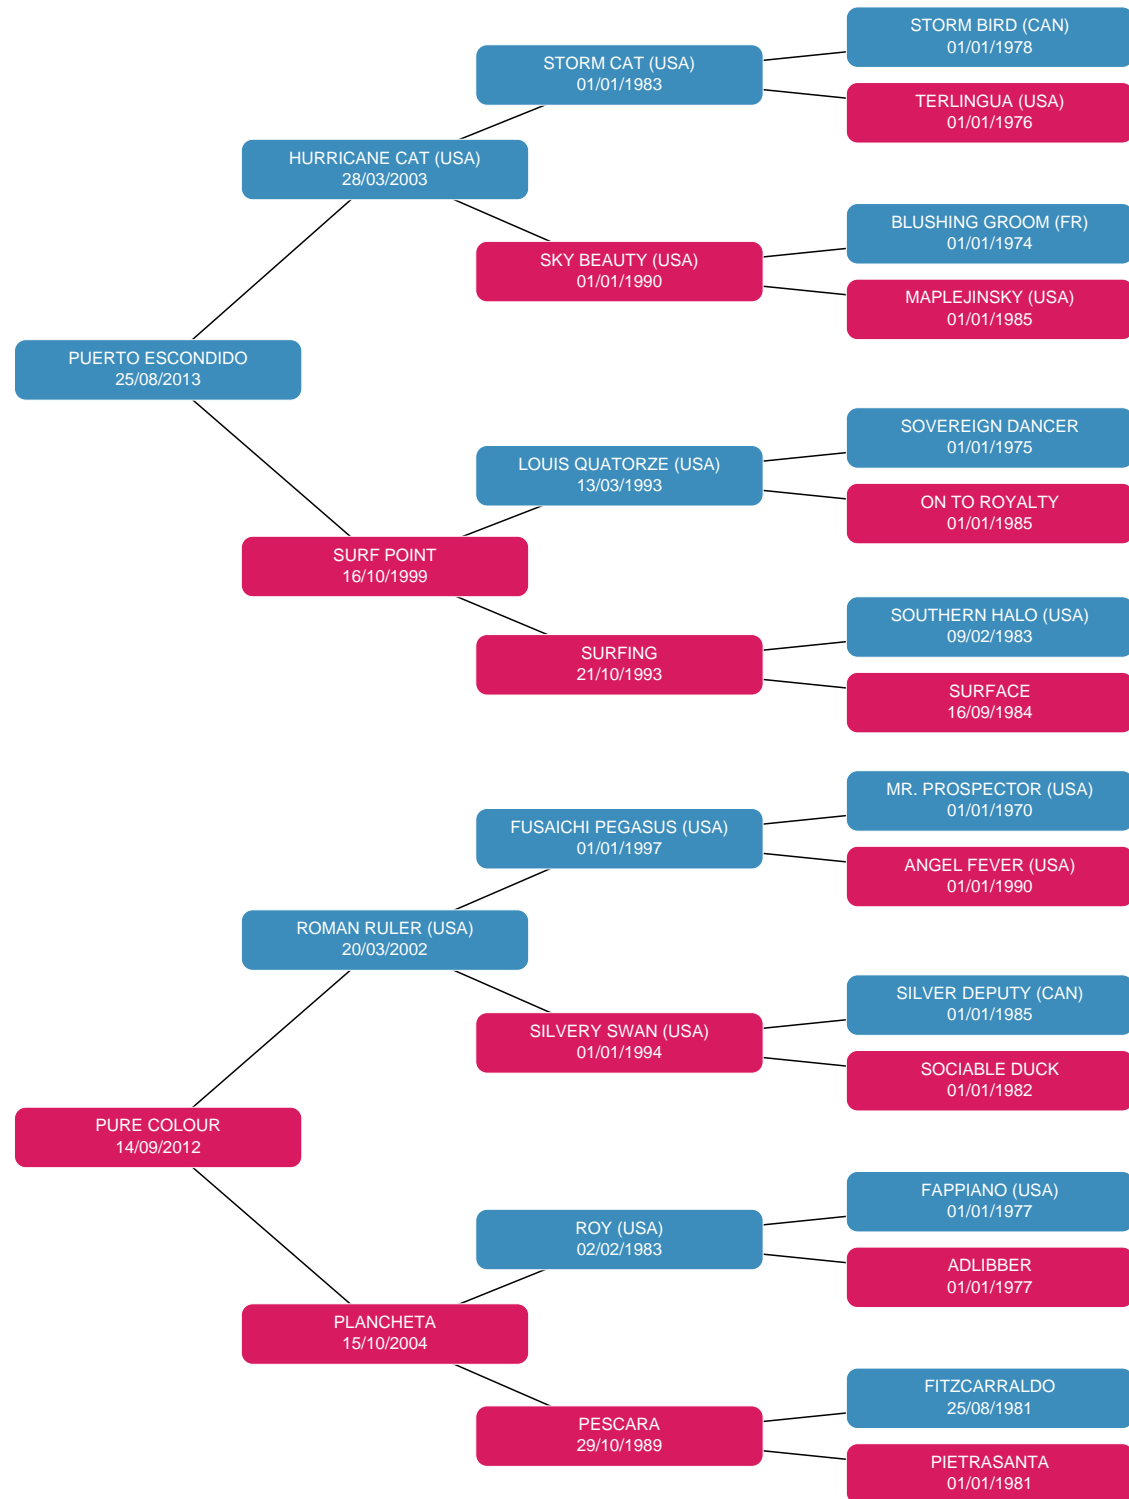 STORM BIRD (CAN)
01/01/1978
STORM CAT (USA)
01/01/1983
TERLINGUA (USA)
01/01/1976
HURRICANE CAT (USA)
28/03/2003
BLUSHING GROOM (FR)
01/01/1974
SKY BEAUTY (USA)
01/01/1990
MAPLEJINSKY (USA)
01/01/1985
PUERTO ESCONDIDO
25/08/2013
SOVEREIGN DANCER
01/01/1975
LOUIS QUATORZE (USA)
13/03/1993
ON TO ROYALTY
01/01/1985
SURF POINT
16/10/1999
SOUTHERN HALO (USA)
09/02/1983
SURFING
21/10/1993
SURFACE
16/09/1984
MR. PROSPECTOR (USA)
01/01/1970
FUSAICHI PEGASUS (USA)
01/01/1997
ANGEL FEVER (USA)
01/01/1990
ROMAN RULER (USA)
20/03/2002
SILVER DEPUTY (CAN)
01/01/1985
SILVERY SWAN (USA)
01/01/1994
SOCIABLE DUCK
01/01/1982
PURE COLOUR
14/09/2012
FAPPIANO (USA)
01/01/1977
ROY (USA)
02/02/1983
ADLIBBER
01/01/1977
PLANCHETA
15/10/2004
FITZCARRALDO
25/08/1981
PESCARA
29/10/1989
PIETRASANTA
01/01/1981